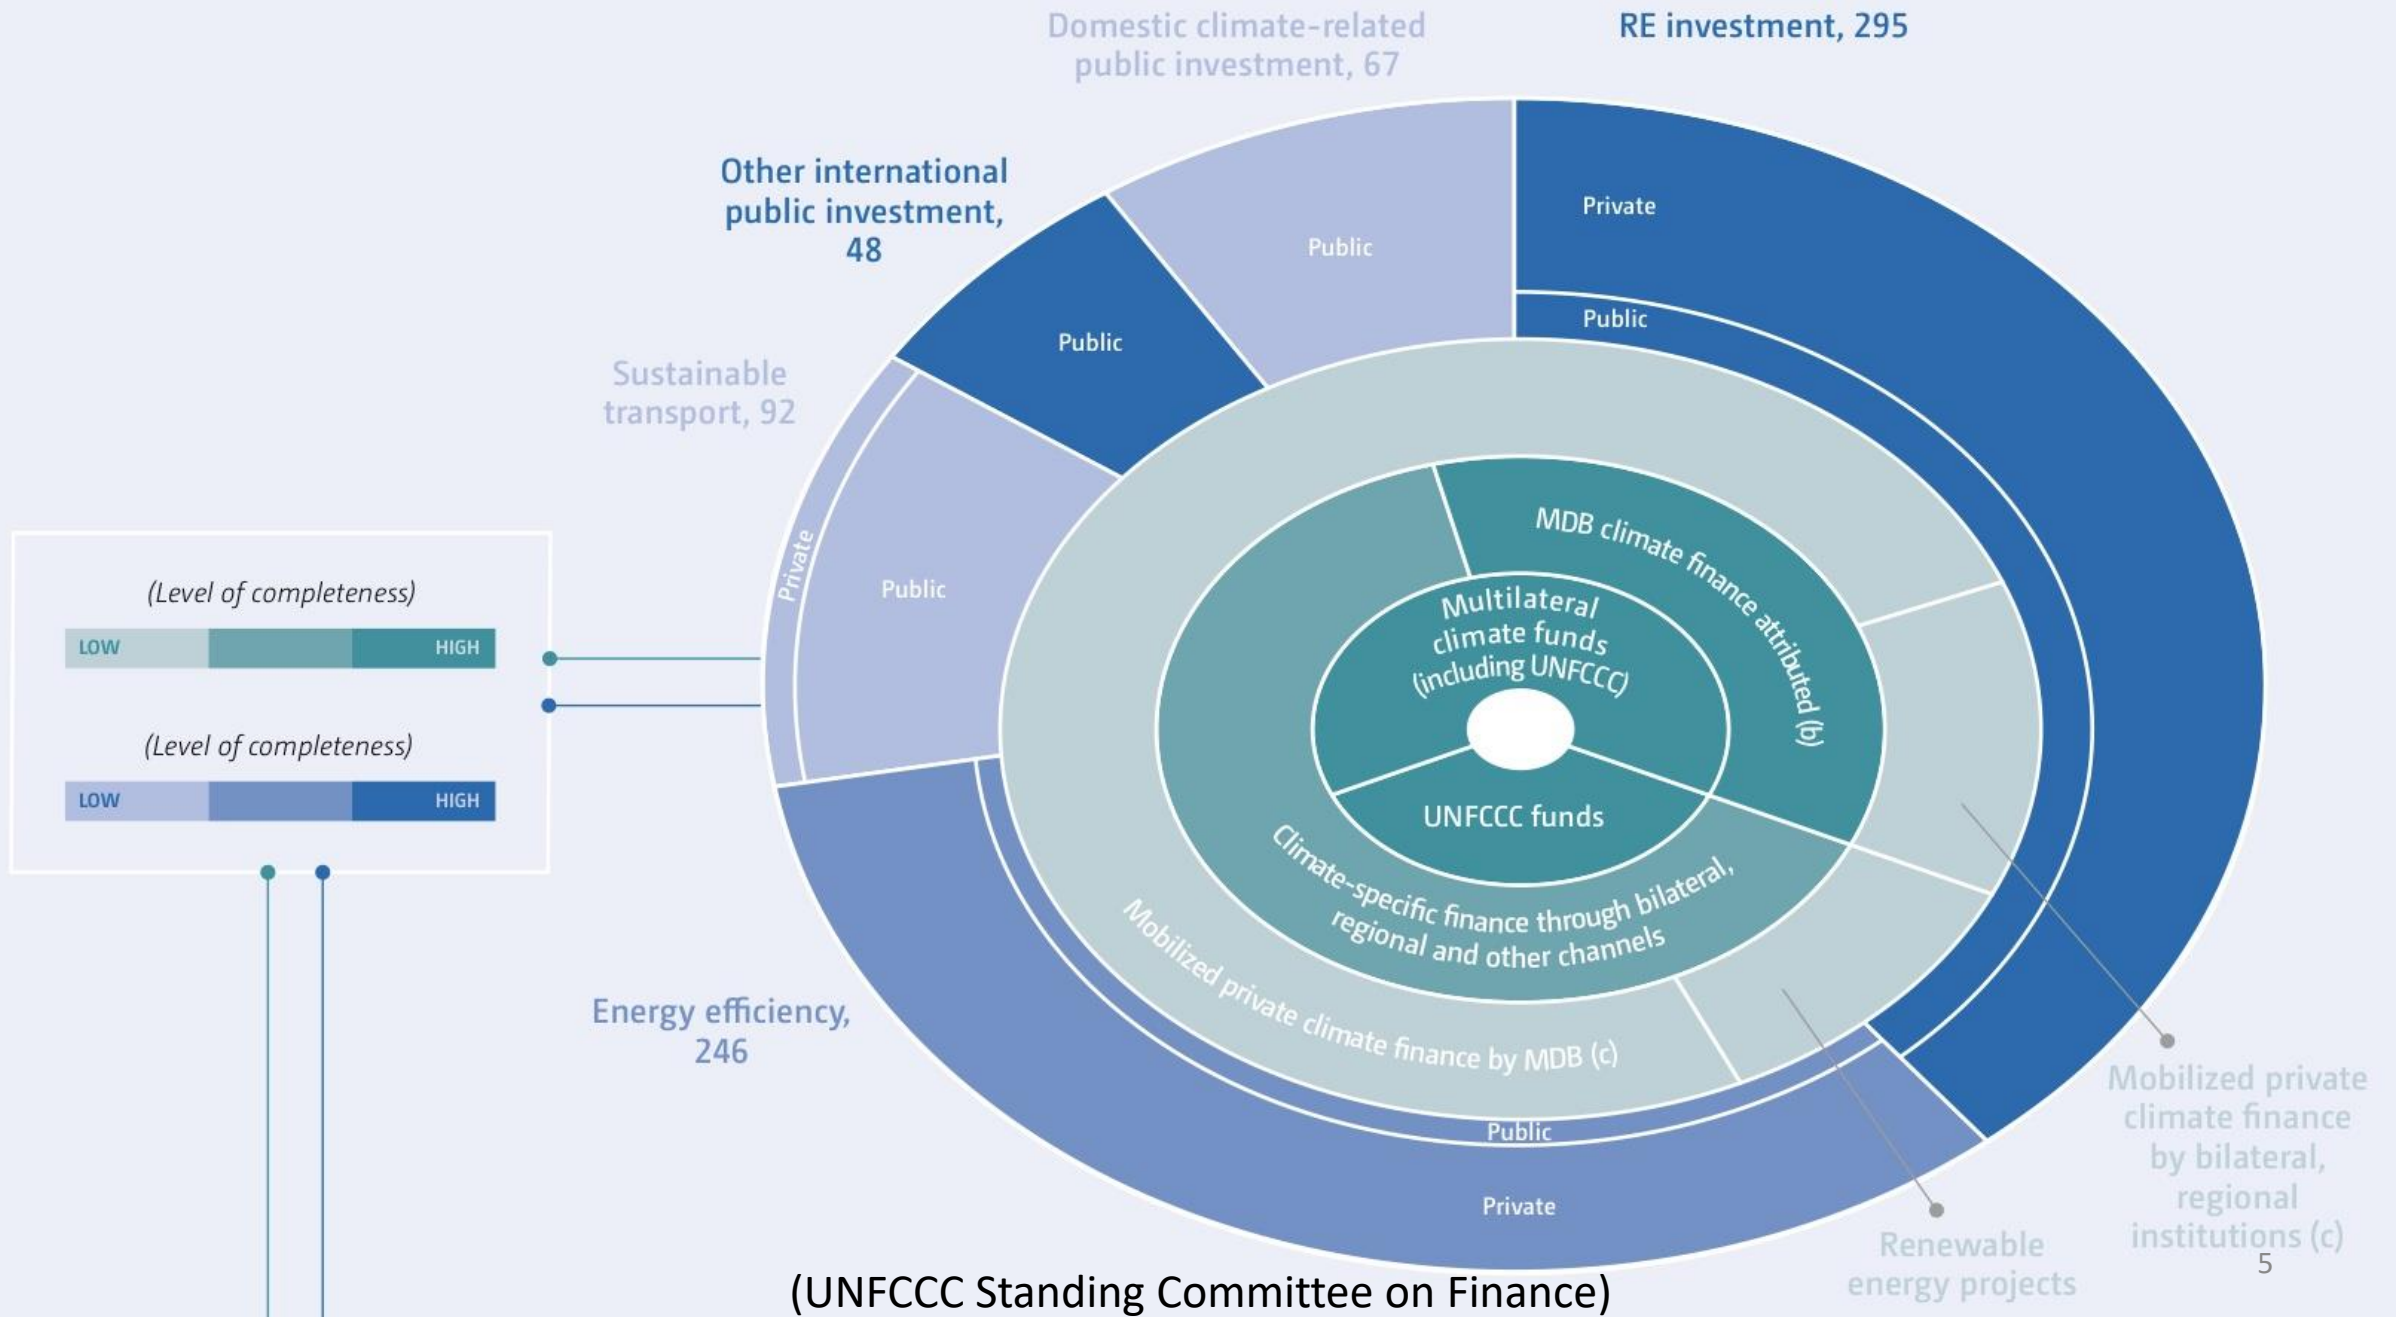 Domestic climate-related
public investment, 67
RE investment, 295
Other international
public investment,
48
Private
Public
Public
Public
Sustainable
transport, 92
Private
Public
MDB climate finance attributed (b)
Multilateral
climate funds
(including UNFCCC)
UNFCCC funds
Climate-specific finance through bilateral,
regional and other channels
Mobilized private climate finance by MDB (c)
(Level of completeness)
LOW HIGH
(Level of completeness)
LOW HIGH
Energy efficiency,
246
Public
Private
Mobilized private
climate finance
by bilateral,
regional
institutions (c)
Renewable
energy projects
5
(UNFCCC Standing Committee on Finance)